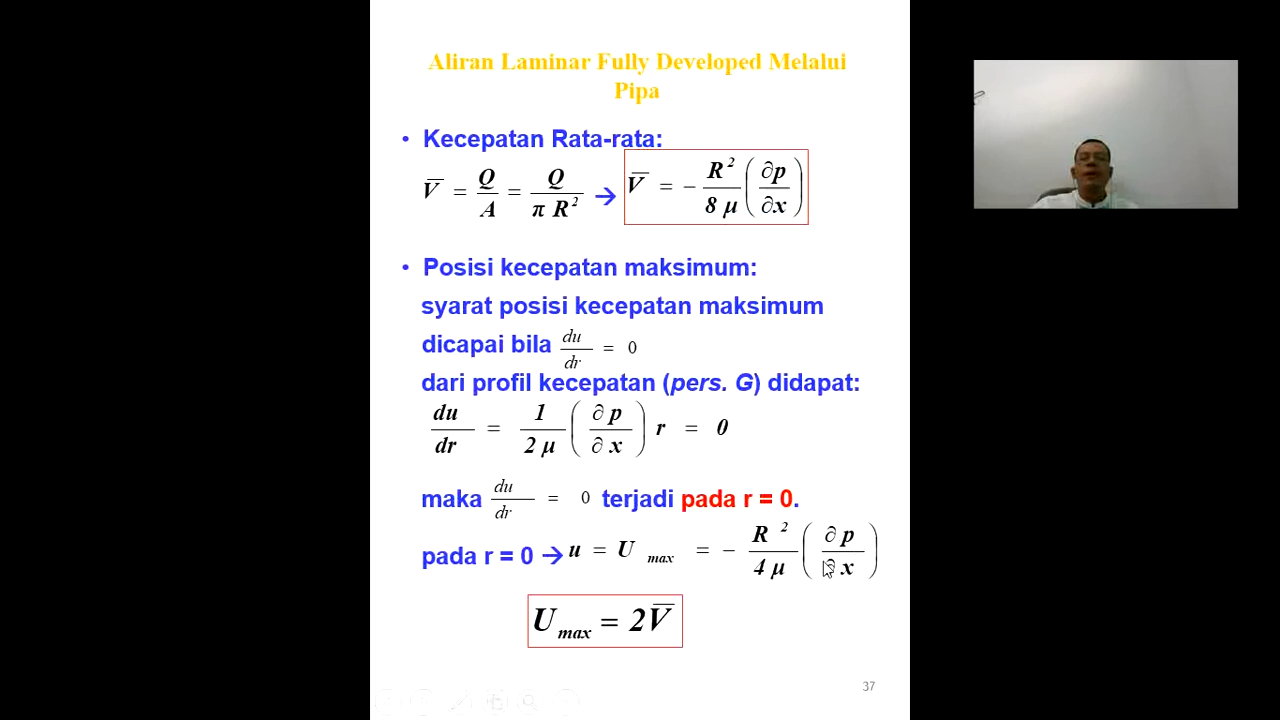 Aliran Laminar Fully Developed Melalui
Pipa
• Kecepatan Rata-rata:
V̅ = Q/A = Q/(π R²) → V̅ = − R²/(8 μ) (∂p/∂x)
• Posisi kecepatan maksimum:
syarat posisi kecepatan maksimum
dicapai bila du/dr = 0
dari profil kecepatan (pers. G) didapat:
du/dr = 1/(2 μ) (∂p/∂x) r = 0
maka du/dr = 0 terjadi pada r = 0.
pada r = 0 → u = U max = − R²/(4 μ) (∂p/∂x)
U max = 2V̅
37